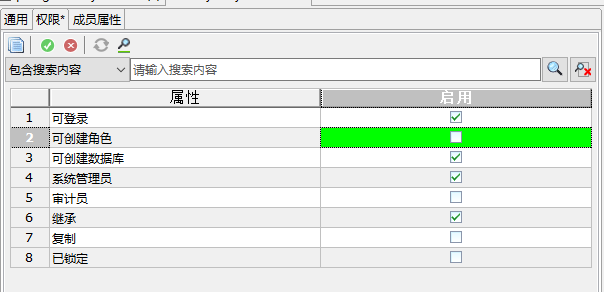 通用 权限* 成员属性
包含搜索内容 请输入搜索内容
属性 启用
1 可登录
2 可创建角色
3 可创建数据库
4 系统管理员
5 审计员
6 继承
7 复制
8 已锁定